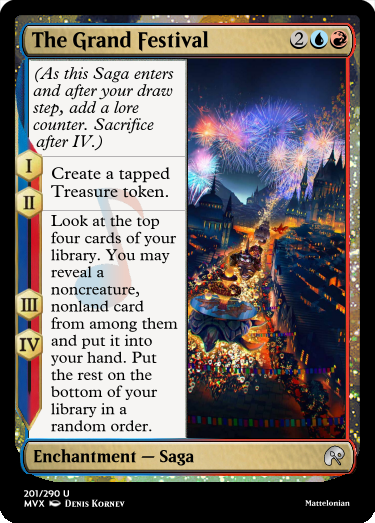 The Grand Festival 2
(As this Saga enters
and after your draw
step, add a lore
counter. Sacrifice
after IV.)
I
II
Create a tapped
Treasure token.
III
IV
Look at the top
four cards of your
library. You may
reveal a
noncreature,
nonland card
from among them
and put it into
your hand. Put
the rest on the
bottom of your
library in a
random order.
Enchantment — Saga
201/290 U
MVX Denis Kornev
Mattelonian